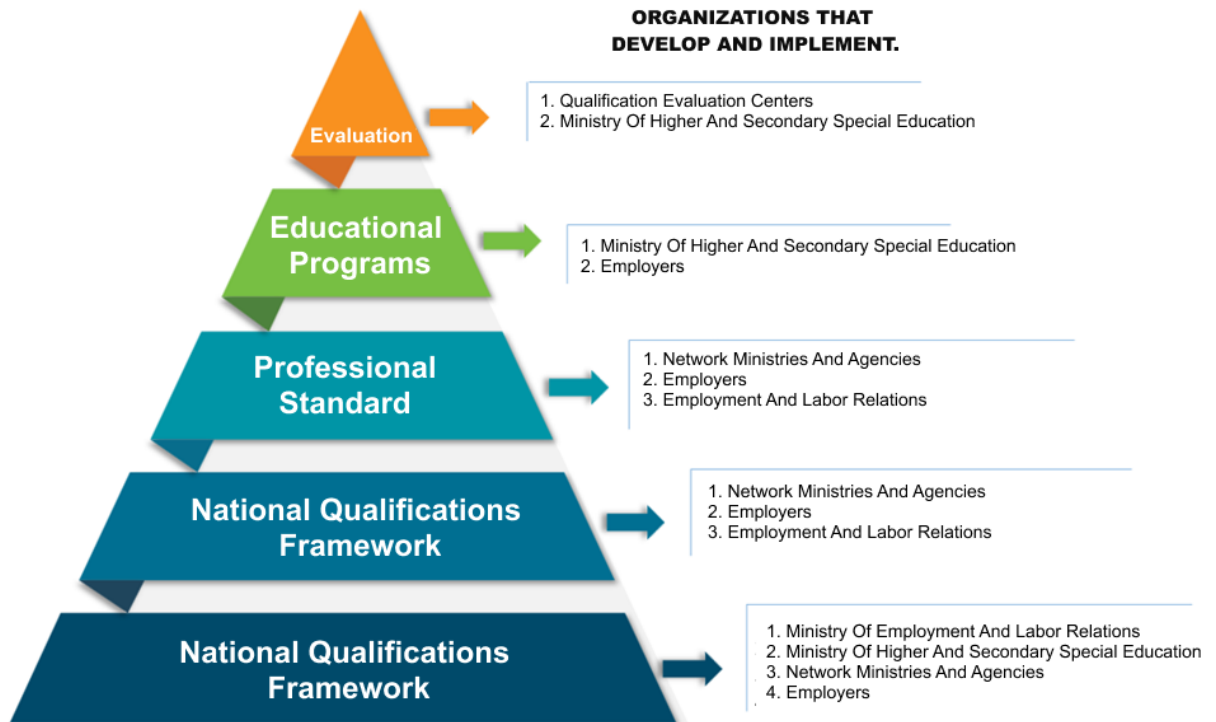 ORGANIZATIONS THAT
DEVELOP AND IMPLEMENT.
Evaluation
1. Qualification Evaluation Centers
2. Ministry Of Higher And Secondary Special Education
Educational
Programs
1. Ministry Of Higher And Secondary Special Education
2. Employers
Professional
Standard
1. Network Ministries And Agencies
2. Employers
3. Employment And Labor Relations
National Qualifications
Framework
1. Network Ministries And Agencies
2. Employers
3. Employment And Labor Relations
National Qualifications
Framework
1. Ministry Of Employment And Labor Relations
2. Ministry Of Higher And Secondary Special Education
3. Network Ministries And Agencies
4. Employers